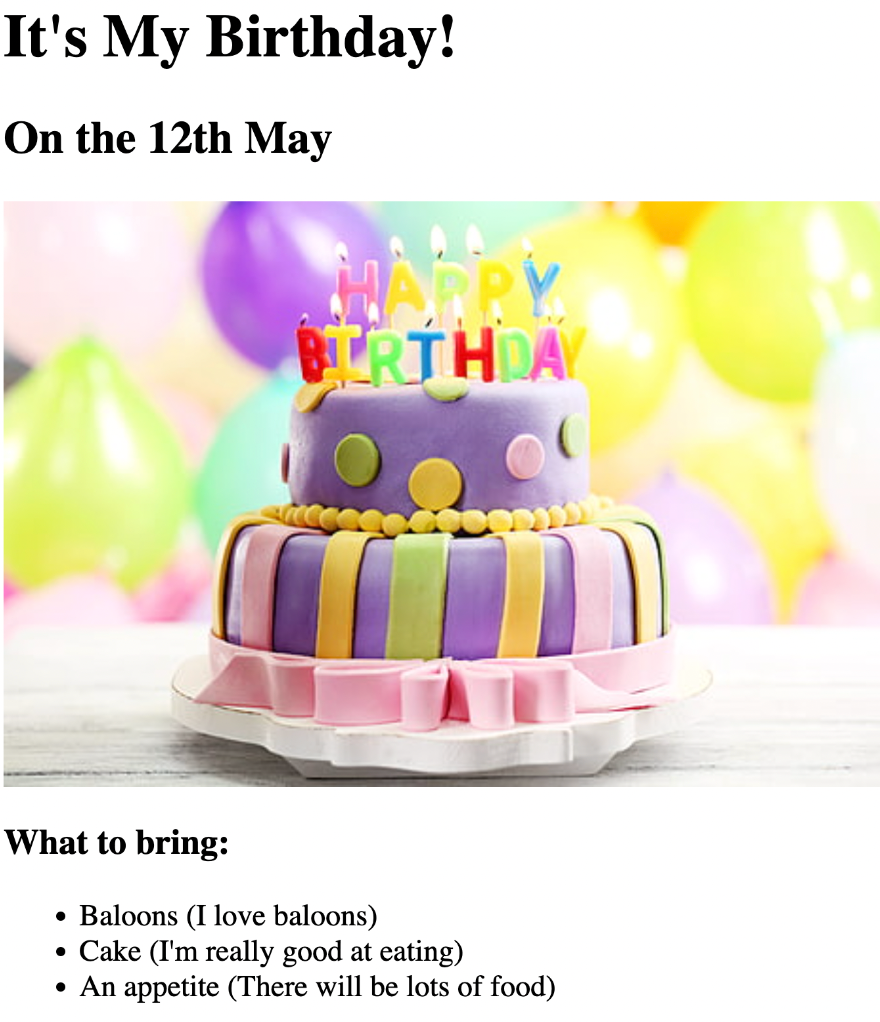 It's My Birthday!
On the 12th May
HAPPY
BIRTHDAY
What to bring:
Baloons (I love baloons)
Cake (I'm really good at eating)
An appetite (There will be lots of food)